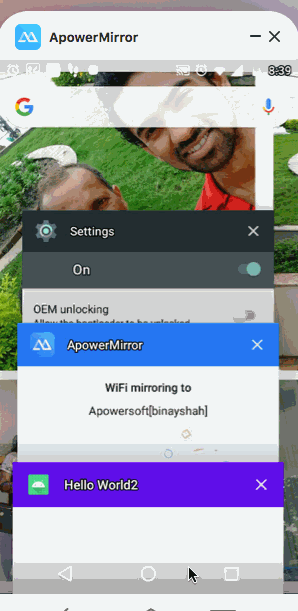 ApowerMirror
8:39
Settings
On
OEM unlocking
Allow the bootloader to be unlocked
ApowerMirror
WiFi mirroring to
Apowersoft[binayshah]
Hello World2